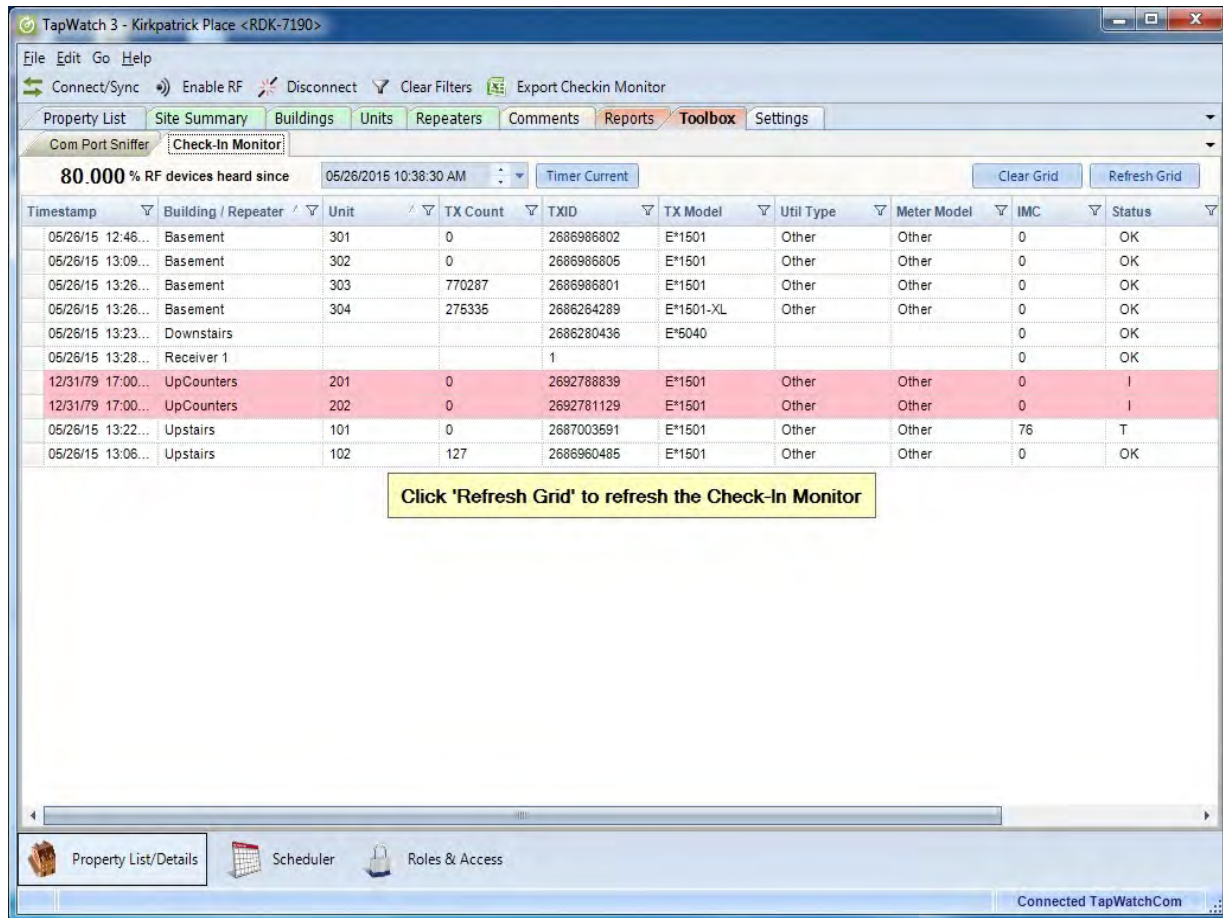 TapWatch 3 - Kirkpatrick Place <RDK-7190>
File Edit Go Help
Connect/Sync Enable RF Disconnect Clear Filters Export Checkin Monitor
Property List Site Summary Buildings Units Repeaters Comments Reports Toolbox Settings
Com Port Sniffer Check-In Monitor
80.000 % RF devices heard since 05/26/2015 10:38:30 AM Timer Current Clear Grid Refresh Grid
Timestamp Building / Repeater Unit TX Count TXID TX Model Util Type Meter Model IMC Status
05/26/15 12:46... Basement 301 0 2686986802 E*1501 Other Other 0 OK
05/26/15 13:09... Basement 302 0 2686986805 E*1501 Other Other 0 OK
05/26/15 13:26... Basement 303 770287 2686986801 E*1501 Other Other 0 OK
05/26/15 13:26... Basement 304 275335 2686264289 E*1501-XL Other Other 0 OK
05/26/15 13:23... Downstairs 2686280436 E*5040 0 OK
05/26/15 13:28... Receiver 1 1 0 OK
12/31/79 17:00... UpCounters 201 0 2692788839 E*1501 Other Other 0 I
12/31/79 17:00... UpCounters 202 0 2692781129 E*1501 Other Other 0 I
05/26/15 13:22... Upstairs 101 0 2687003591 E*1501 Other Other 76 T
05/26/15 13:06... Upstairs 102 127 2686960485 E*1501 Other Other 0 OK
Click 'Refresh Grid' to refresh the Check-In Monitor
Property List/Details Scheduler Roles & Access
Connected TapWatchCom